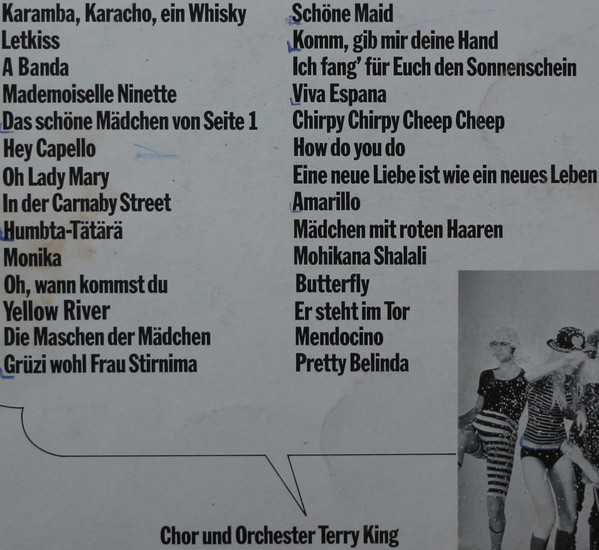 Karamba, Karacho, ein Whisky
Letkiss
A Banda
Mademoiselle Ninette
Das schöne Mädchen von Seite 1
Hey Capello
Oh Lady Mary
In der Carnaby Street
Humbta-Tätärä
Monika
Oh, wann kommst du
Yellow River
Die Maschen der Mädchen
Grüzi wohl Frau Stirnima
Schöne Maid
Komm, gib mir deine Hand
Ich fang' für Euch den Sonnenschein
Viva Espana
Chirpy Chirpy Cheep Cheep
How do you do
Eine neue Liebe ist wie ein neues Leben
Amarillo
Mädchen mit roten Haaren
Mohikana Shalali
Butterfly
Er steht im Tor
Mendocino
Pretty Belinda
Chor und Orchester Terry King